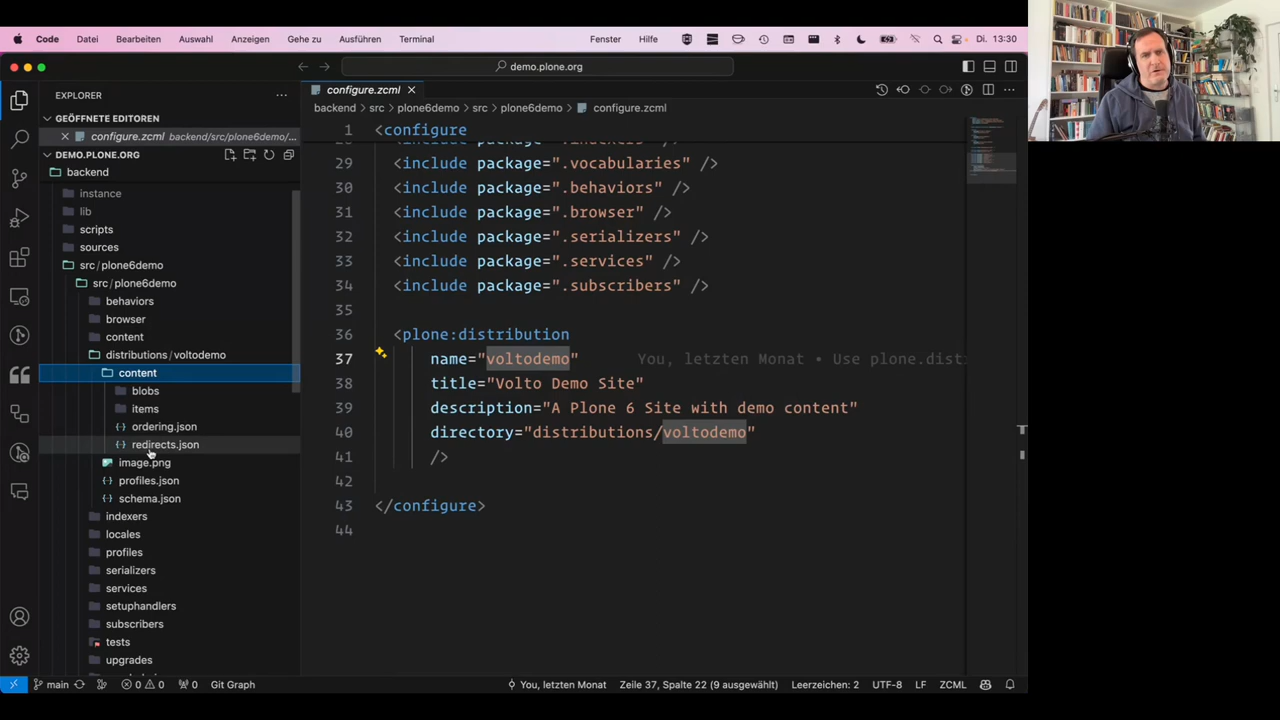 Code Datei Bearbeiten Auswahl Anzeigen Gehe zu Ausführen Terminal Fenster Hilfe Di. 13:30
demo.plone.org
EXPLORER
GEÖFFNETE EDITOREN
configure.zcml backend/src/plone6demo/...
DEMO.PLONE.ORG
backend
instance
lib
scripts
sources
src/plone6demo
src/plone6demo
behaviors
browser
content
distributions/voltodemo
content
blobs
items
ordering.json
redirects.json
image.png
profiles.json
schema.json
indexers
locales
profiles
serializers
services
setuphandlers
subscribers
tests
upgrades
configure.zcml
backend > src > plone6demo > src > plone6demo > configure.zcml
1 <configure
29 <include package=".vocabularies" />
30 <include package=".behaviors" />
31 <include package=".browser" />
32 <include package=".serializers" />
33 <include package=".services" />
34 <include package=".subscribers" />
35
36 <plone:distribution
37 name="voltodemo" You, letzten Monat • Use plone.dist
38 title="Volto Demo Site"
39 description="A Plone 6 Site with demo content"
40 directory="distributions/voltodemo"
41 />
42
43 </configure>
44
main 0 0 0 Git Graph You, letzten Monat Zeile 37, Spalte 22 (9 ausgewählt) Leerzeichen: 2 UTF-8 LF ZCML